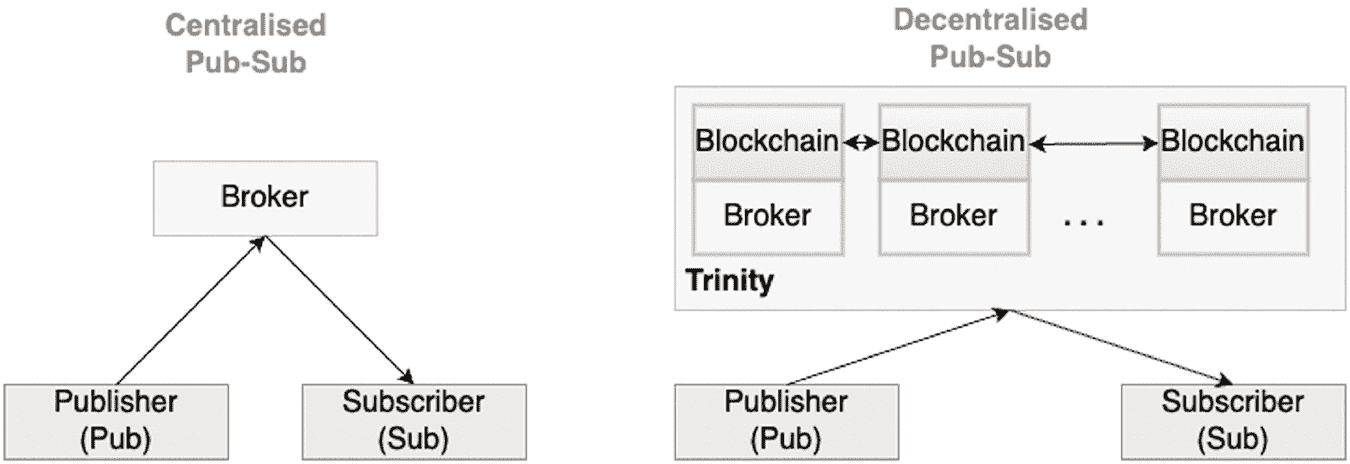 Centralised
Pub-Sub
Broker
Publisher
(Pub)
Subscriber
(Sub)
Decentralised
Pub-Sub
Blockchain Blockchain Blockchain
Broker Broker ... Broker
Trinity
Publisher
(Pub)
Subscriber
(Sub)